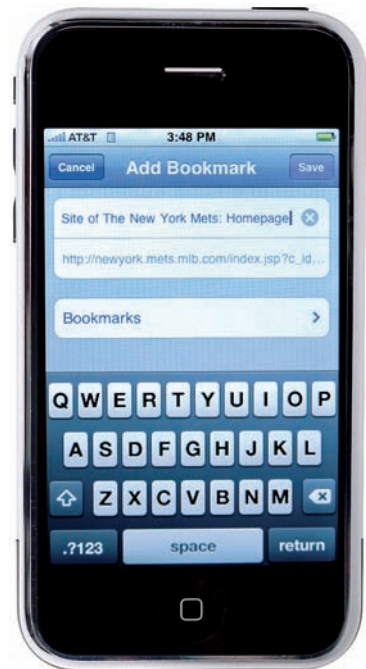 AT&T 3:48 PM
Cancel Add Bookmark Save
Site of The New York Mets: Homepage
http://newyork.mets.mlb.com/index.jsp?c_id...
Bookmarks
Q W E R T Y U I O P
A S D F G H J K L
Z X C V B N M
.?123 space return